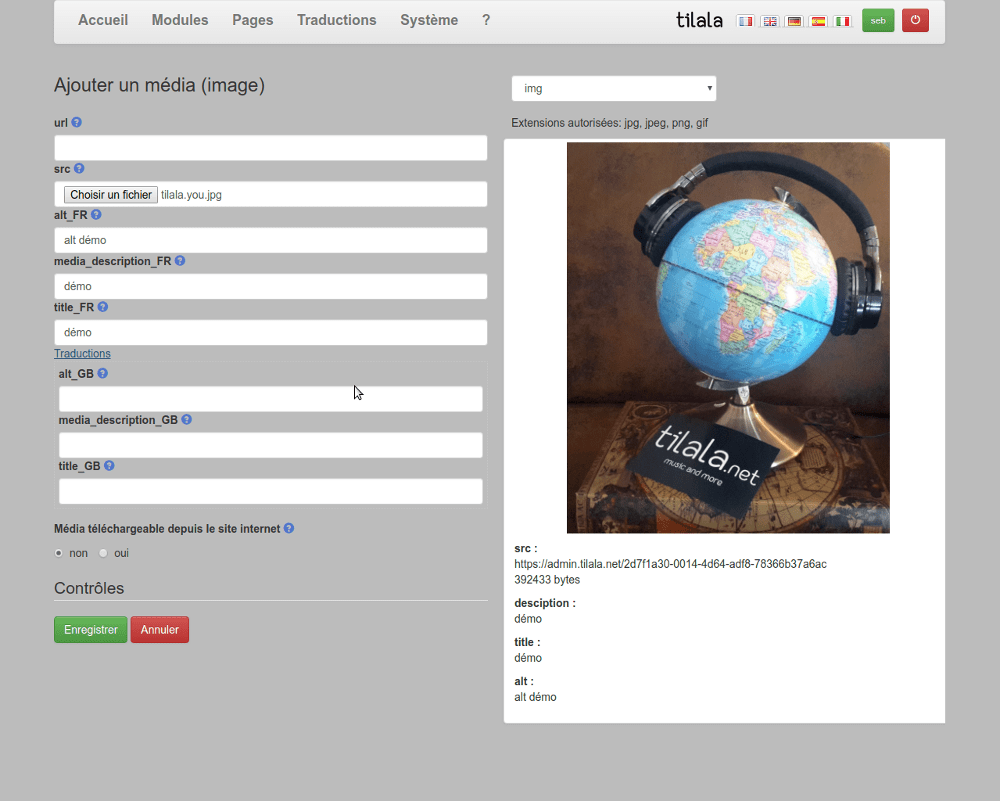 Accueil Modules Pages Traductions Système ? tilala seb
Ajouter un média (image)
img
url
Extensions autorisées: jpg, jpeg, png, gif
src
Choisir un fichier tilala.you.jpg
alt_FR
alt démo
media_description_FR
démo
title_FR
démo
Traductions
alt_GB
media_description_GB
title_GB
Média téléchargeable depuis le site internet
non oui
Contrôles
Enregistrer Annuler
tilala.net
music and more
src :
https://admin.tilala.net/2d7f1a30-0014-4d64-adf8-78366b37a6ac
392433 bytes
desciption :
démo
title :
démo
alt :
alt démo